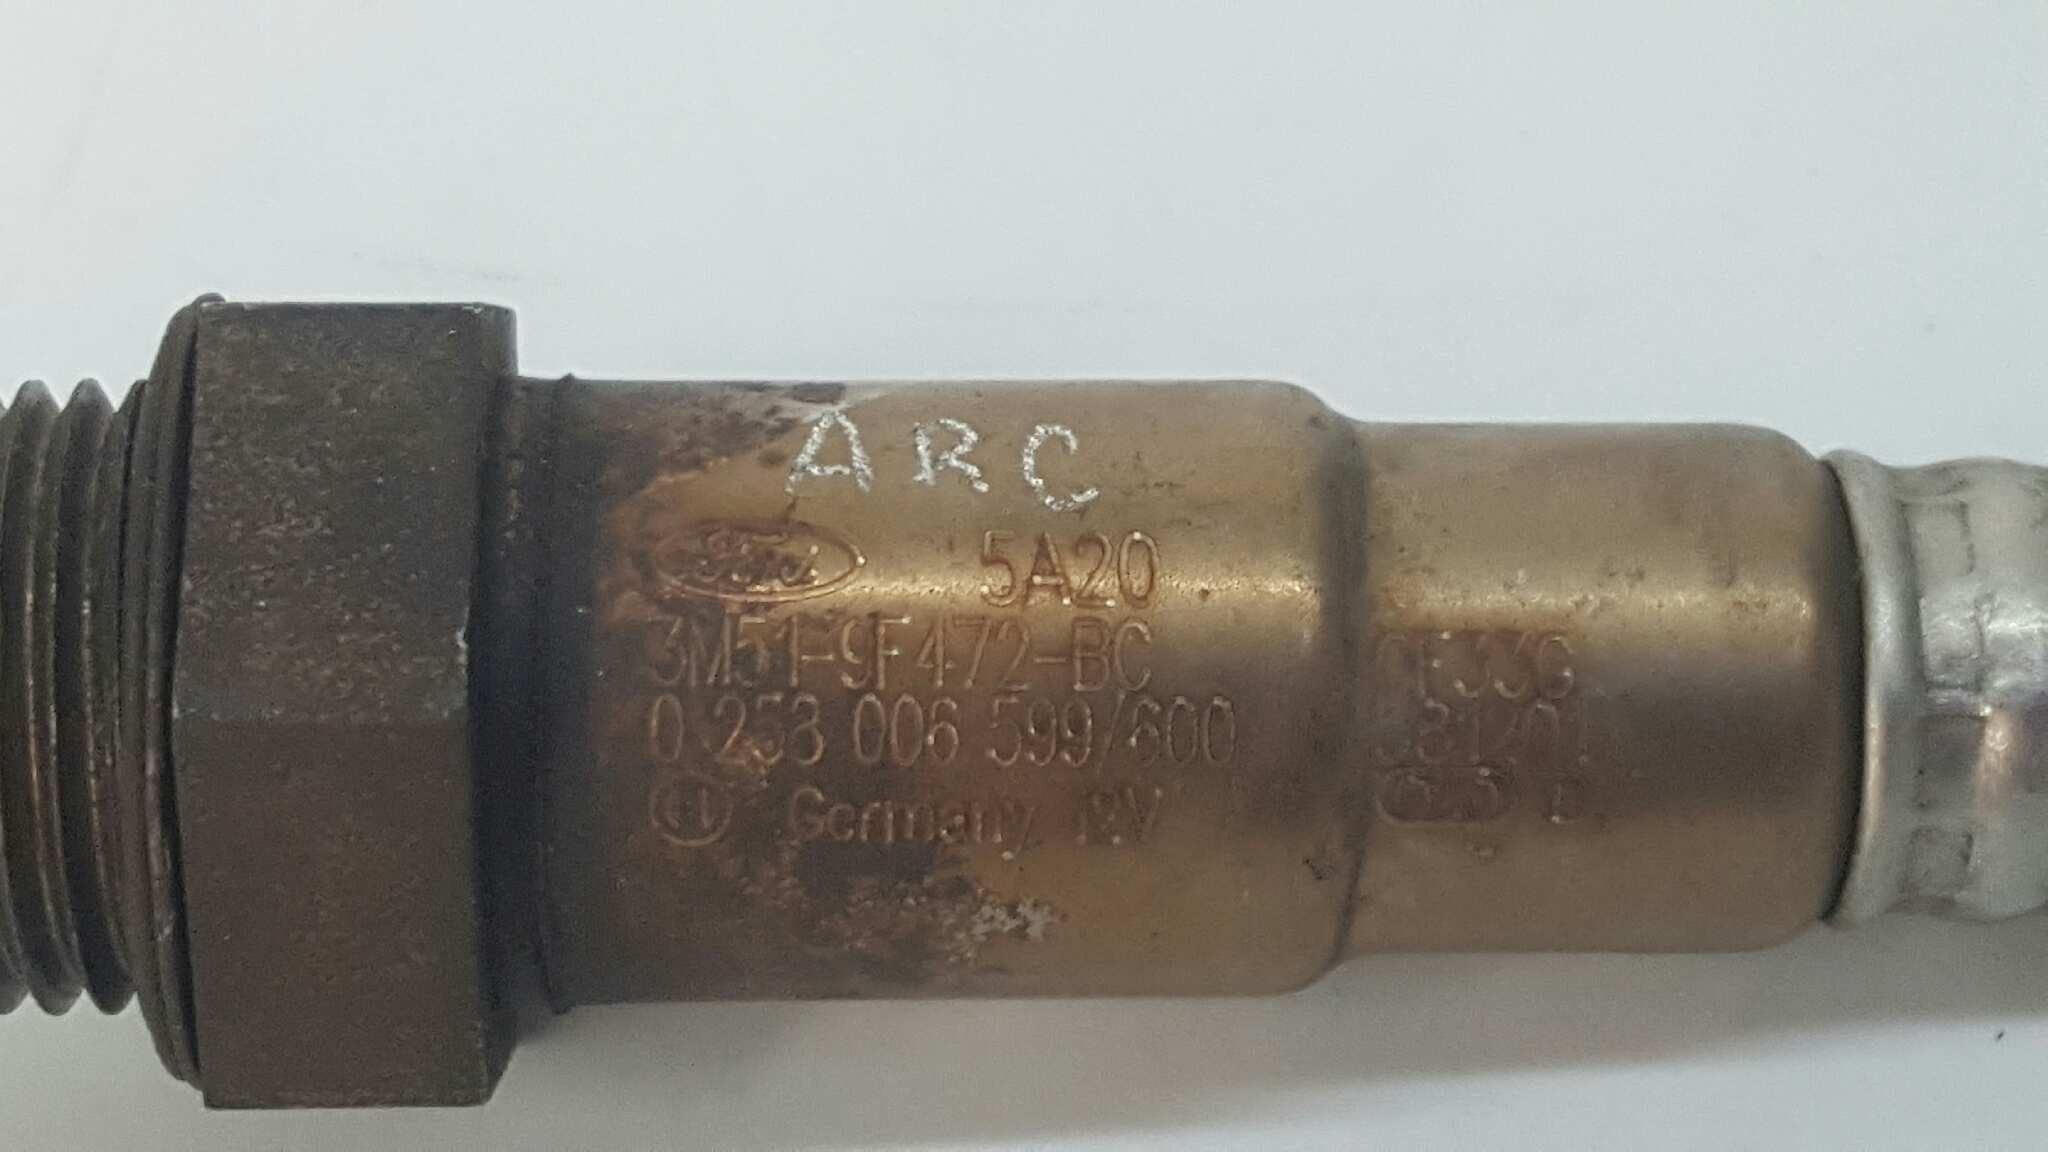 ARC
Ford 5A20
3M51-9F472-BC
0 258 006 599/600
Germany 12V